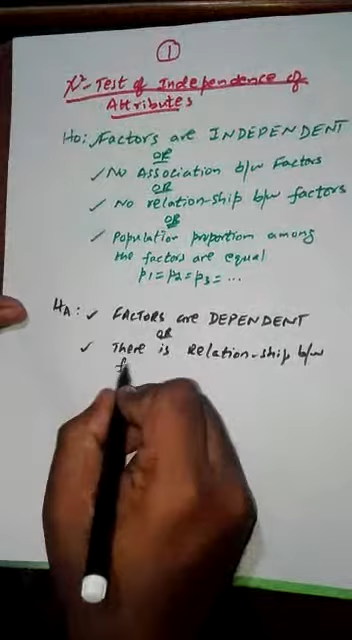 1
χ²-Test of Independence of
Attributes
H0: Factors are INDEPENDENT
OR
✓ No Association b/w Factors
OR
✓ No relation-ship b/w factors
OR
✓ Population proportion among
the factors are equal
p1 = p2 = p3 = ...
HA: ✓ FACTORS are DEPENDENT
OR
✓ There is Relation-ship b/w
f